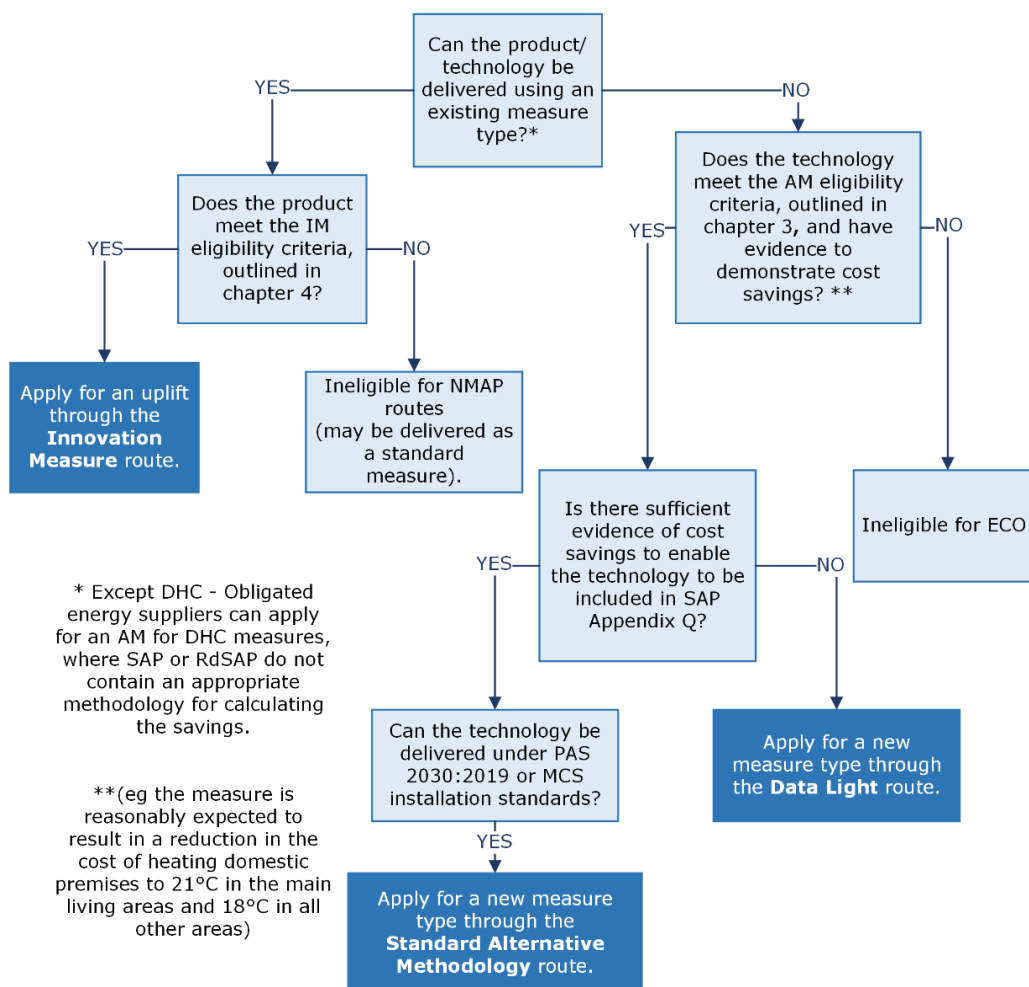 Can the product/
technology be
delivered using an
existing measure
type?*
YES
NO
Does the product
meet the IM
eligibility criteria,
outlined in
chapter 4?
Does the technology
meet the AM eligibility
criteria, outlined in
chapter 3, and have
evidence to
demonstrate cost
savings? **
YES
NO
YES
NO
Apply for an uplift
through the
Innovation
Measure route.
Ineligible for NMAP
routes
(may be delivered as
a standard
measure).
Is there sufficient
evidence of cost
savings to enable
the technology to be
included in SAP
Appendix Q?
Ineligible for ECO
YES
NO
* Except DHC - Obligated
energy suppliers can apply
for an AM for DHC measures,
where SAP or RdSAP do not
contain an appropriate
methodology for calculating
the savings.
Can the technology be
delivered under PAS
2030:2019 or MCS
installation standards?
Apply for a new
measure type through
the Data Light route.
**(eg the measure is
reasonably expected to
result in a reduction in the
cost of heating domestic
premises to 21°C in the main
living areas and 18°C in all
other areas)
YES
Apply for a new measure
type through the
Standard Alternative
Methodology route.